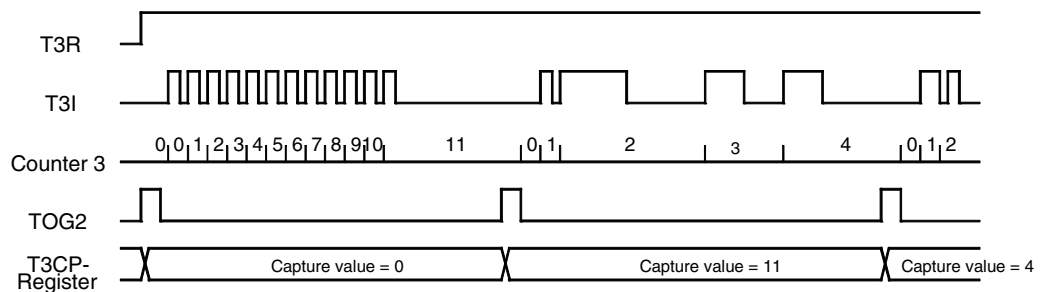 T3R
T3I
Counter 3
0 0 1 2 3 4 5 6 7 8 9 10 11 0 1 2 3 4 0 1 2
TOG2
T3CP-
Register
Capture value = 0 Capture value = 11 Capture value = 4